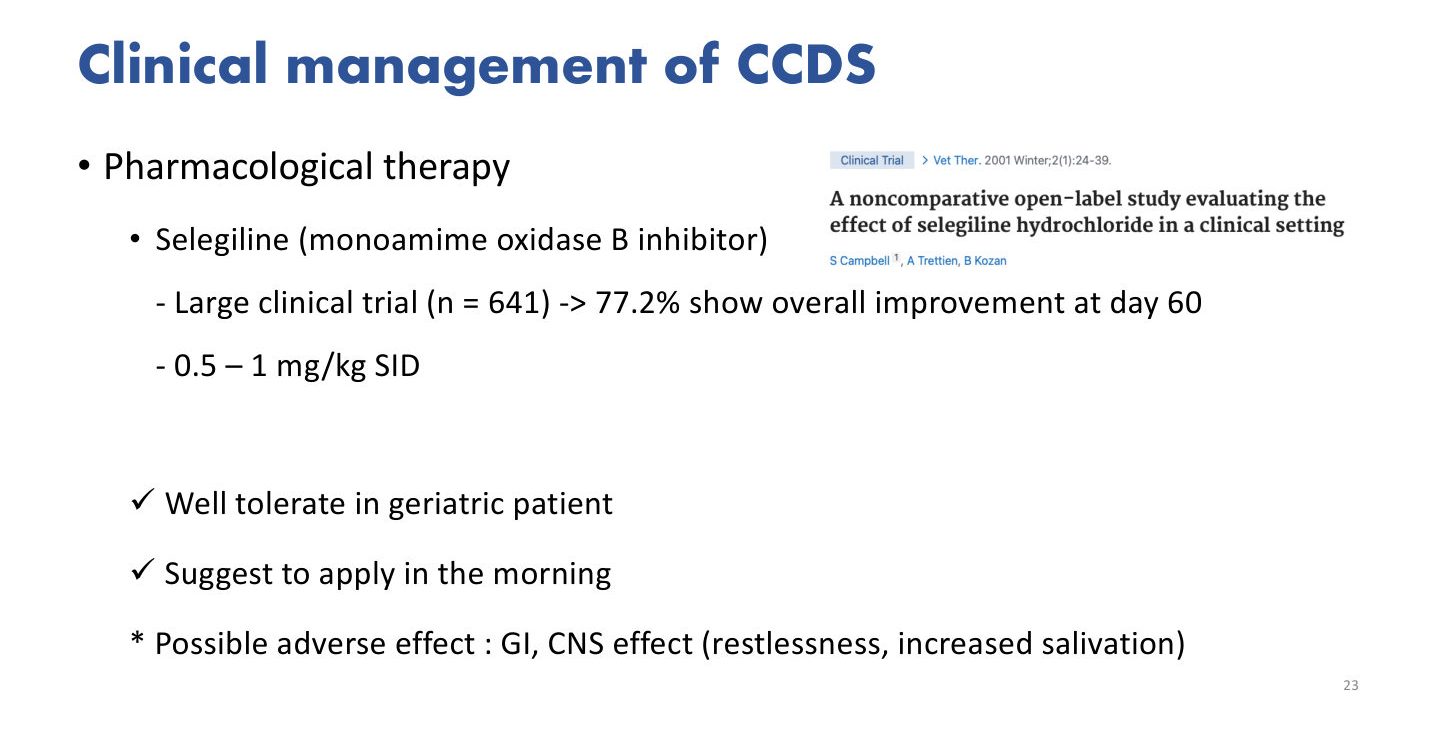 Clinical management of CCDS
• Pharmacological therapy
Clinical Trial > Vet Ther. 2001 Winter;2(1):24-39.
A noncomparative open-label study evaluating the
effect of selegiline hydrochloride in a clinical setting
S Campbell 1, A Trettien, B Kozan
• Selegiline (monoamime oxidase B inhibitor)
- Large clinical trial (n = 641) -> 77.2% show overall improvement at day 60
- 0.5 – 1 mg/kg SID
✓ Well tolerate in geriatric patient
✓ Suggest to apply in the morning
* Possible adverse effect : GI, CNS effect (restlessness, increased salivation)
23